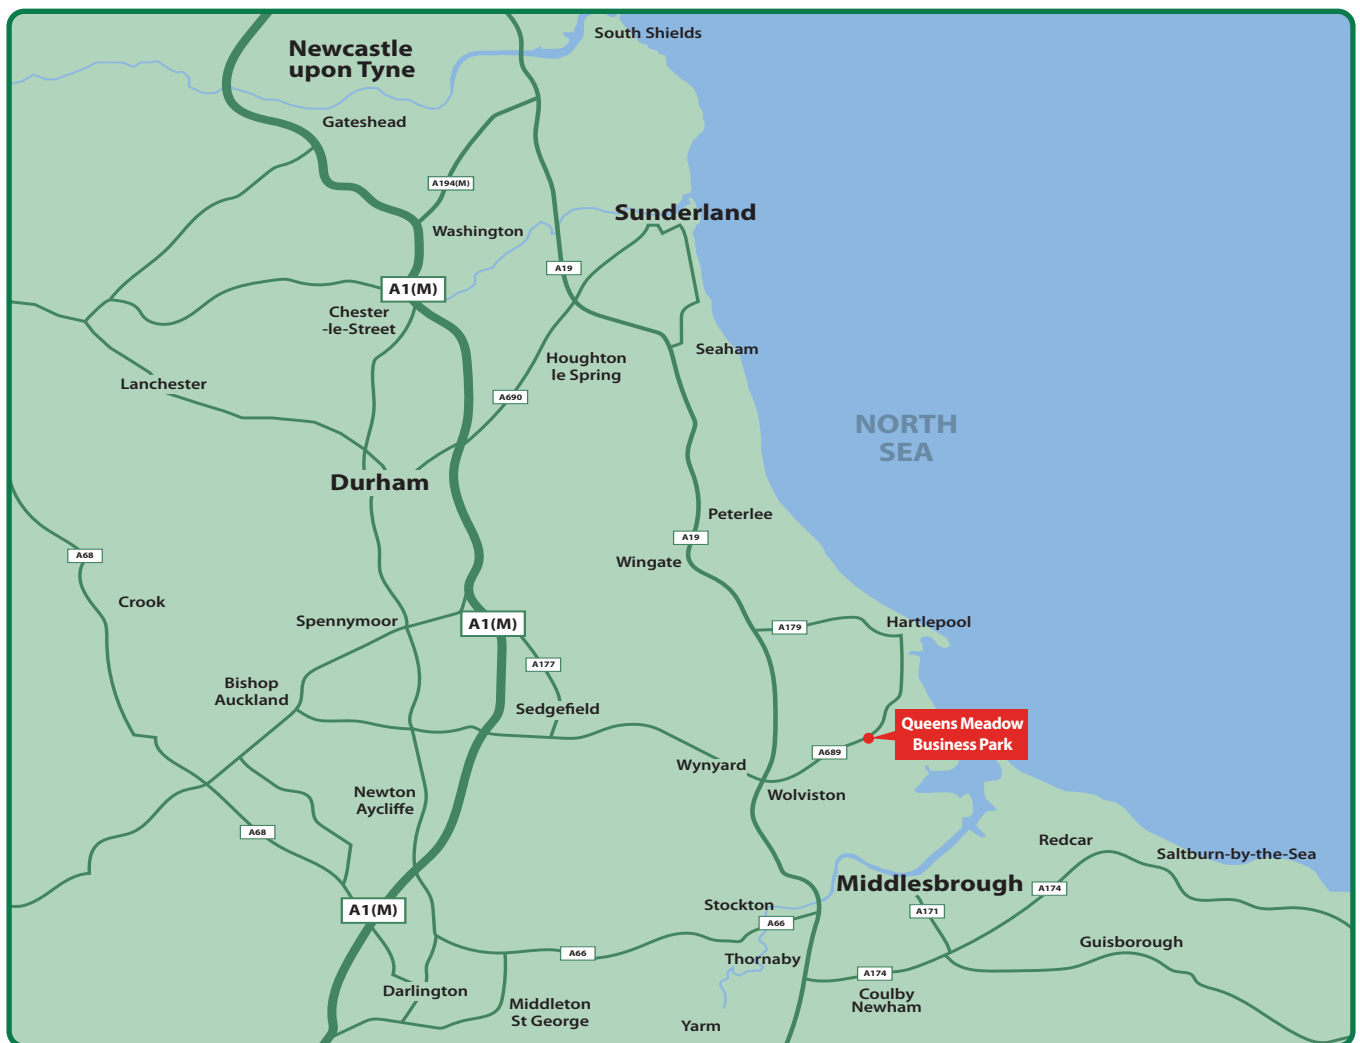 South Shields
Newcastle
upon Tyne
Gateshead
A194(M)
Sunderland
Washington
A19
A1(M)
Chester
-le-Street
Seaham
Houngton
le Spring
Lanchester
A690
NORTH
SEA
Durham
Peterlee
A19
A68
Wingate
Crook
Spennymoor
A1(M)
A179
Hartlepool
A177
Bishop
Auckland
Sedgefield
Queens Meadow
Business Park
A689
Wynyard
Wolviston
Newton
Aycliffe
A68
Redcar
Saltburn-by-the-Sea
Middlesbrough
A174
Stockton
A1(M)
A171
A66
Guisborough
A66
Thornaby
A174
Darlington
Coulby
Newham
Middleton
St George
Yarm